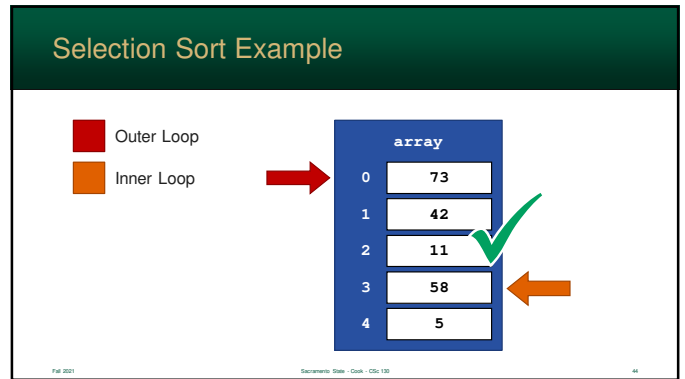 Selection Sort Example
Outer Loop
Inner Loop
array
0 73
1 42
2 11
3 58
4 5
Fall 2021 Sacramento State - Cook - CSc 130 44